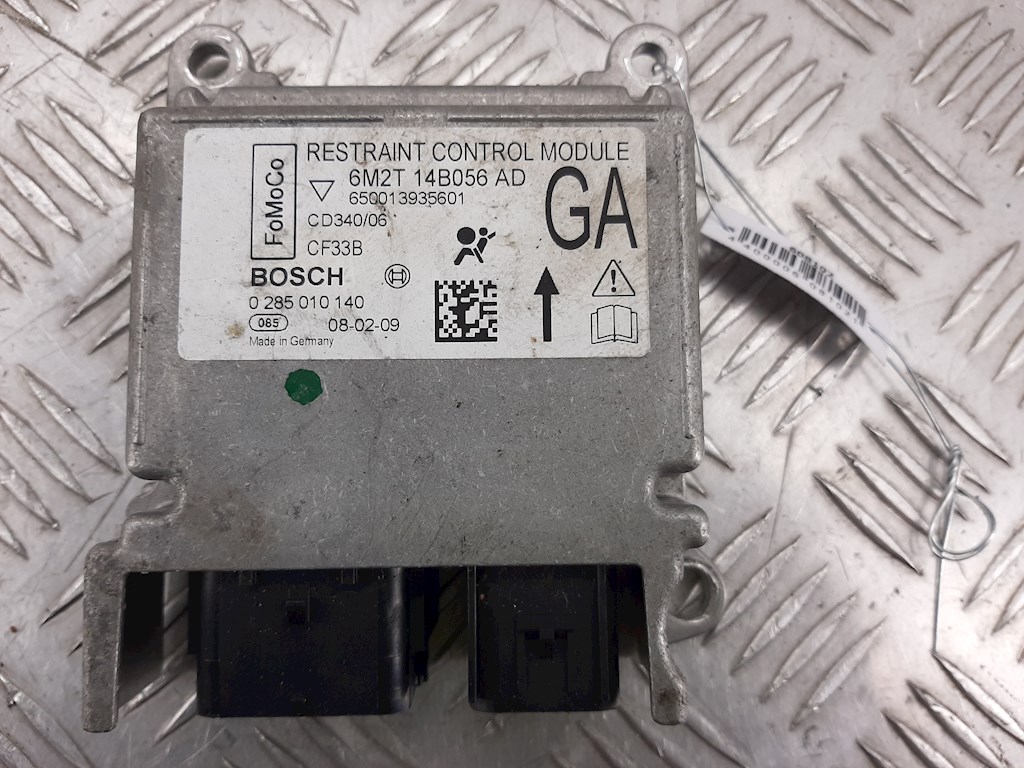 FoMoCo
RESTRAINT CONTROL MODULE
6M2T 14B056 AD
650013935601
CD340/06
CF33B
GA
BOSCH
0 285 010 140
085
08-02-09
Made in Germany